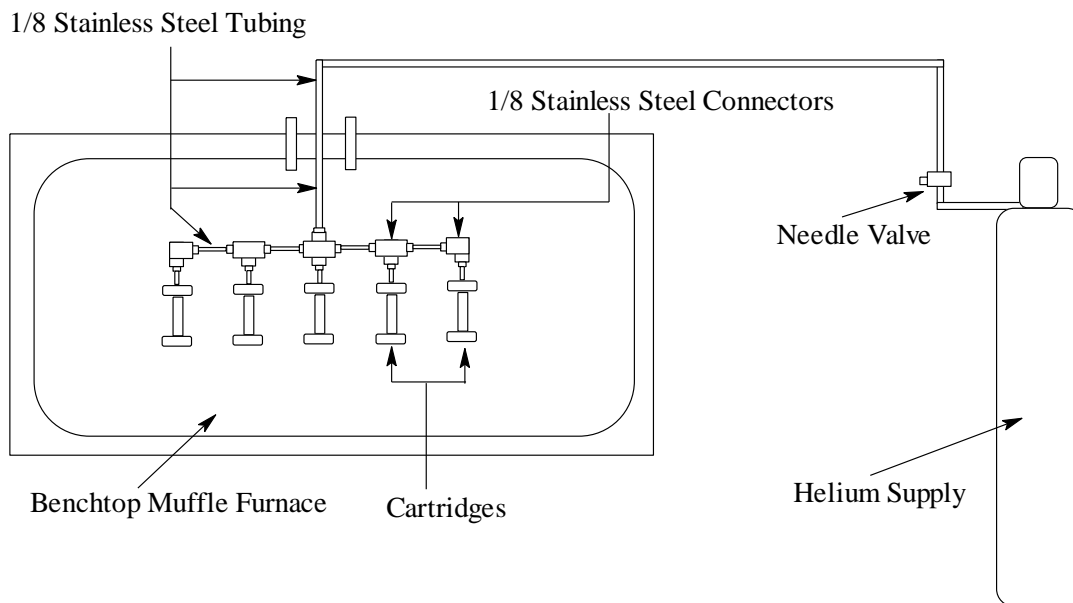 1/8 Stainless Steel Tubing
1/8 Stainless Steel Connectors
Needle Valve
Benchtop Muffle Furnace
Cartridges
Helium Supply